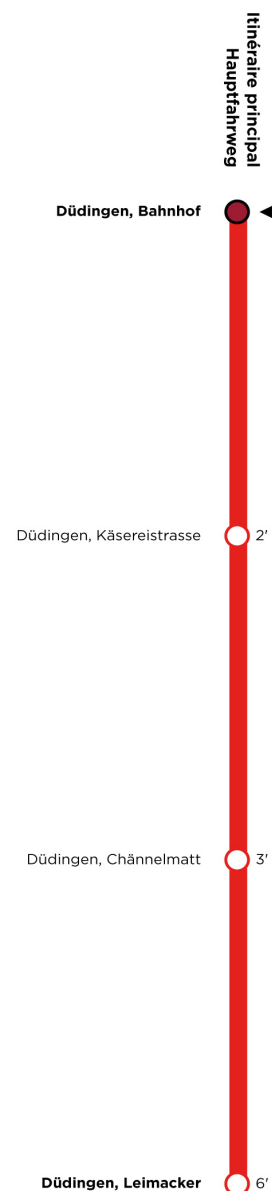 Itinéraire principal
Hauptfahrweg
Düdingen, Bahnhof
Düdingen, Käsereistrasse 2'
Düdingen, Chännelmatt 3'
Düdingen, Leimacker 6'